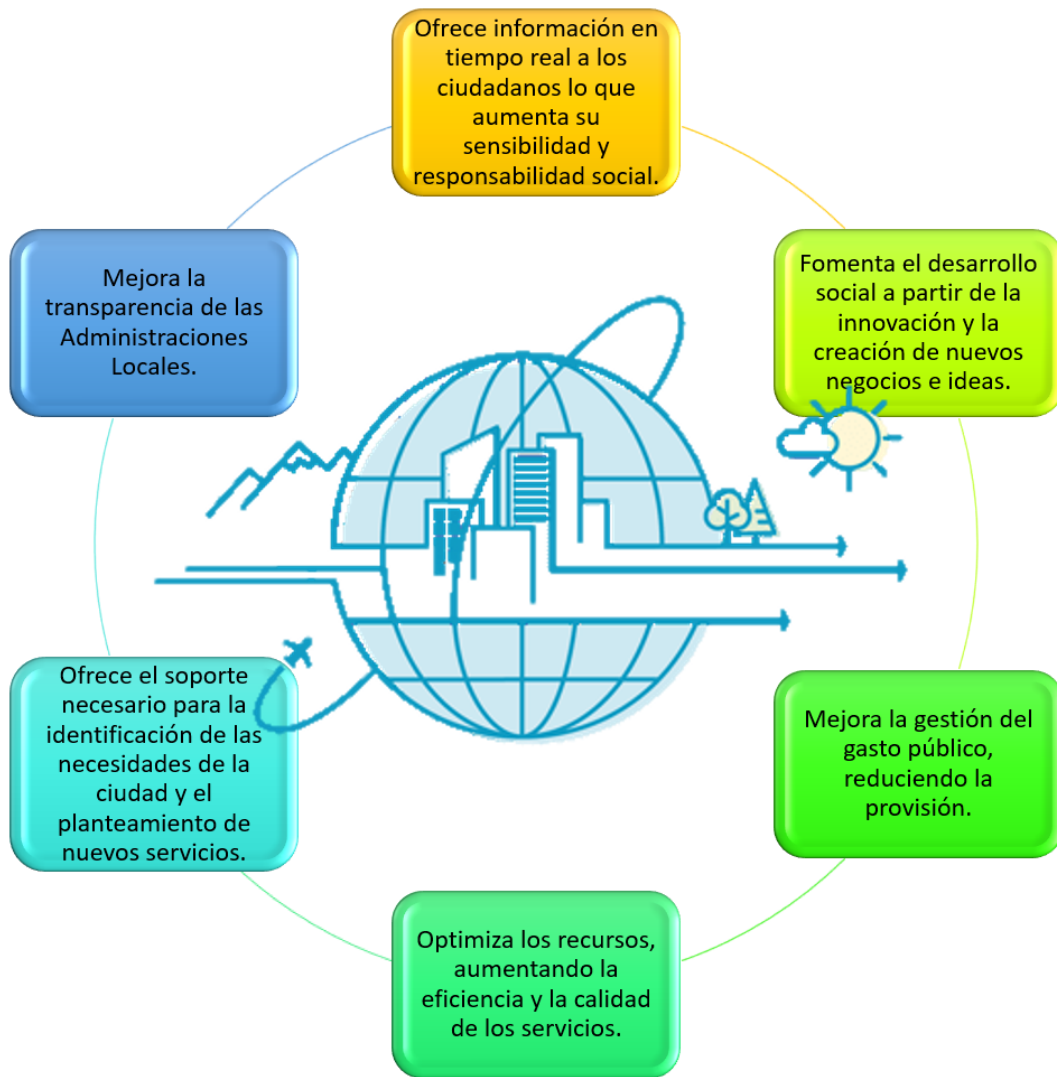 Ofrece información en
tiempo real a los
ciudadanos lo que
aumenta su
sensibilidad y
responsabilidad social.
Fomenta el desarrollo
social a partir de la
innovación y la
creación de nuevos
negocios e ideas.
Mejora la gestión del
gasto público,
reduciendo la
provisión.
Optimiza los recursos,
aumentando la
eficiencia y la calidad
de los servicios.
Ofrece el soporte
necesario para la
identificación de las
necesidades de la
ciudad y el
planteamiento de
nuevos servicios.
Mejora la
transparencia de las
Administraciones
Locales.